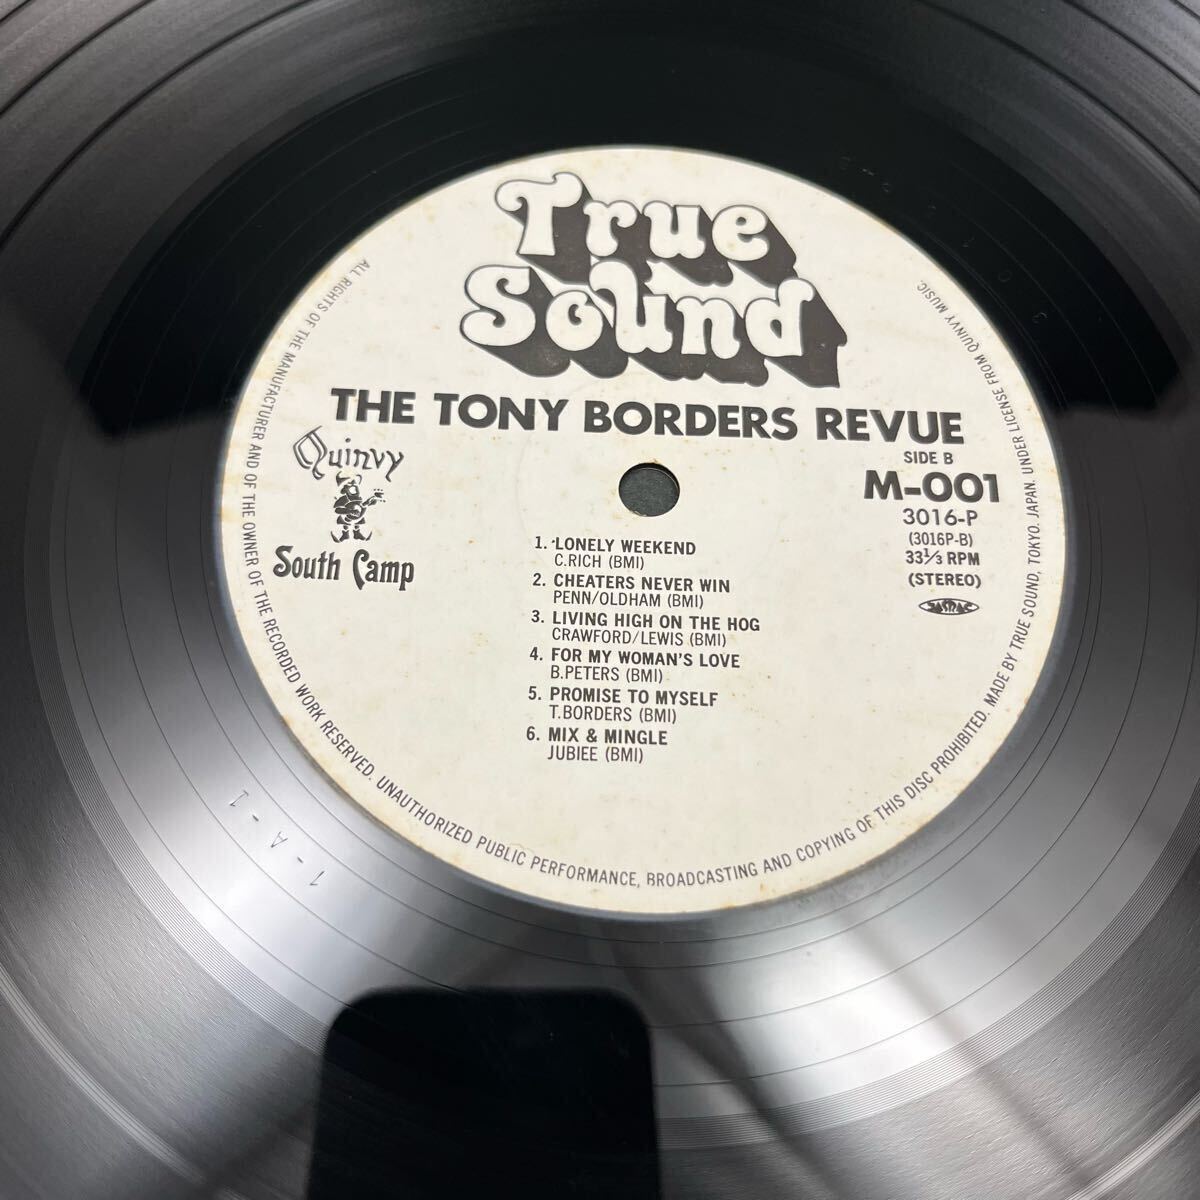 True
Sound
THE TONY BORDERS REVUE
SIDE B
M-001
3016-P
(3016P-B)
33⅓ RPM
(STEREO)
JASRAC
Quinvy
South Camp
1. LONELY WEEKEND
C.RICH (BMI)
2. CHEATERS NEVER WIN
PENN/OLDHAM (BMI)
3. LIVING HIGH ON THE HOG
CRAWFORD/LEWIS (BMI)
4. FOR MY WOMAN'S LOVE
B.PETERS (BMI)
5. PROMISE TO MYSELF
T.BORDERS (BMI)
6. MIX & MINGLE
JUBIEE (BMI)
ALL RIGHTS OF THE MANUFACTURER AND OF THE OWNER OF THE RECORDED WORK RESERVED. UNAUTHORIZED PUBLIC PERFORMANCE, BROADCASTING AND COPYING OF THIS DISC PROHIBITED. MADE BY TRUE SOUND, TOKYO. JAPAN. UNDER LICENSE FROM QUINVY MUSIC.
1 - A - 1